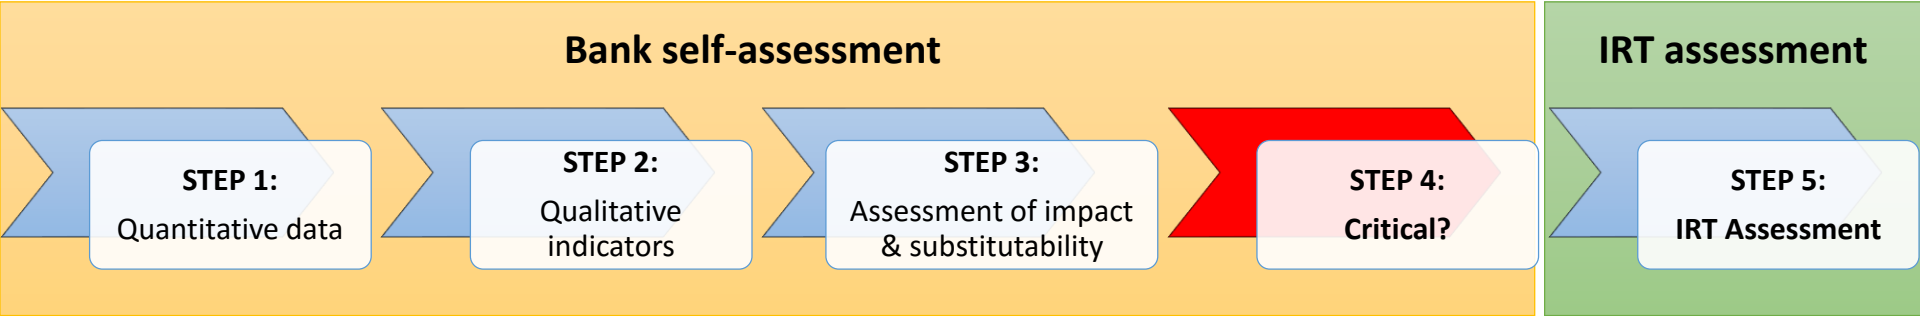 Bank self-assessment
IRT assessment
STEP 1:
Quantitative data
STEP 2:
Qualitative
indicators
STEP 3:
Assessment of impact
& substitutability
STEP 4:
Critical?
STEP 5:
IRT Assessment